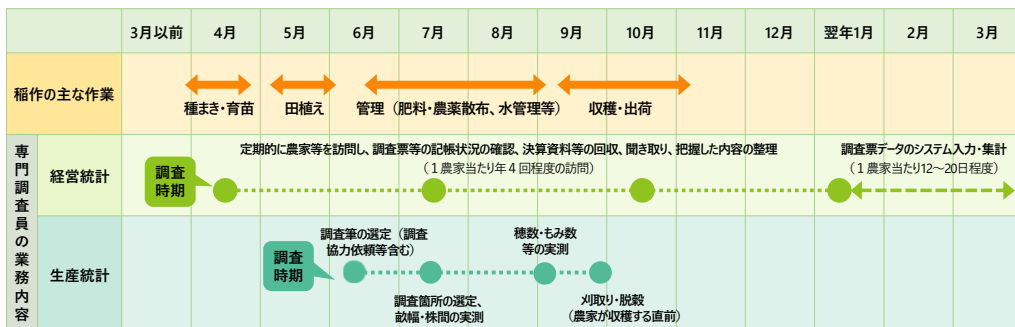 3月以前 4月 5月 6月 7月 8月 9月 10月 11月 12月 翌年1月 2月 3月
稲作の主な作業
種まき・育苗 田植え 管理（肥料・農薬散布、水管理等） 収穫・出荷
専門調査員の業務内容
経営統計
調査
時期
定期的に農家等を訪問し、調査票等の記帳状況の確認、決算資料等の回収、聞き取り、把握した内容の整理
（１農家当たり年４回程度の訪問）
調査票データのシステム入力・集計
（１農家当たり12～20日程度）
生産統計
調査
時期
調査筆の選定（調査
協力依頼等含む）
調査箇所の選定、
畝幅・株間の実測
穂数・もみ数
等の実測
刈取り・脱穀
（農家が収穫する直前）